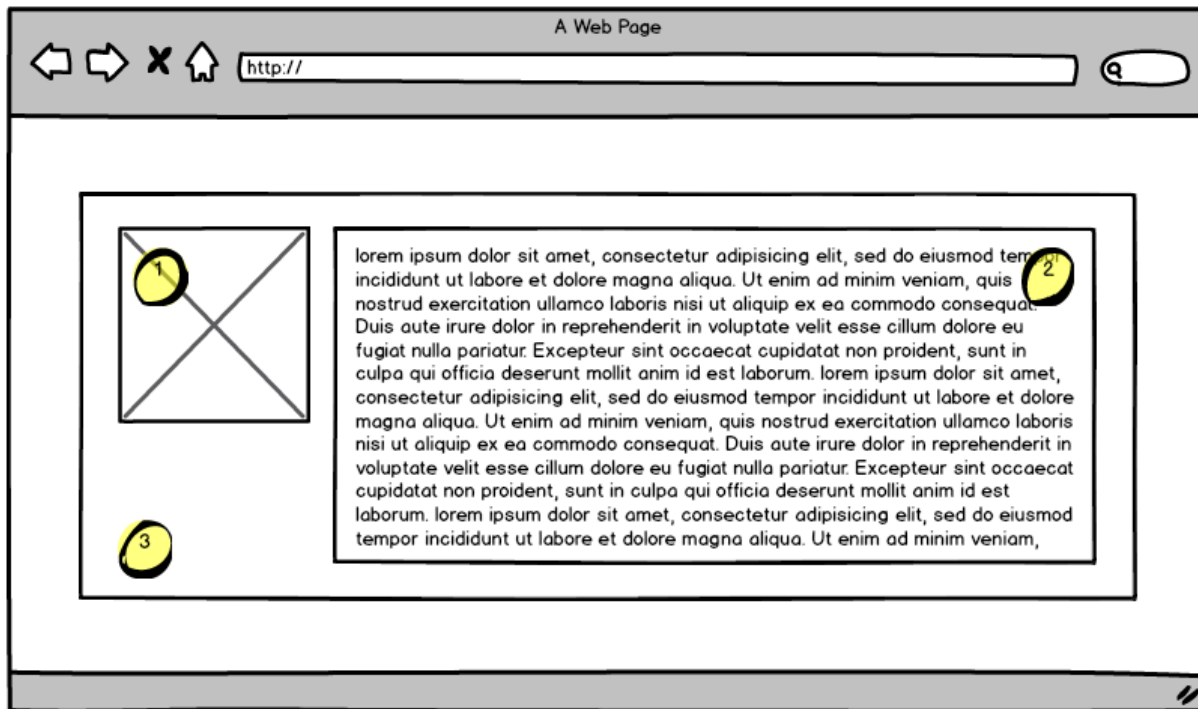 A Web Page
http://
1
lorem ipsum dolor sit amet, consectetur adipisicing elit, sed do eiusmod tempor
2
incididunt ut labore et dolore magna aliqua. Ut enim ad minim veniam, quis
nostrud exercitation ullamco laboris nisi ut aliquip ex ea commodo consequat.
Duis aute irure dolor in reprehenderit in voluptate velit esse cillum dolore eu
fugiat nulla pariatur. Excepteur sint occaecat cupidatat non proident, sunt in
culpa qui officia deserunt mollit anim id est laborum. lorem ipsum dolor sit amet,
consectetur adipisicing elit, sed do eiusmod tempor incididunt ut labore et dolore
magna aliqua. Ut enim ad minim veniam, quis nostrud exercitation ullamco laboris
nisi ut aliquip ex ea commodo consequat. Duis aute irure dolor in reprehenderit in
voluptate velit esse cillum dolore eu fugiat nulla pariatur. Excepteur sint occaecat
cupidatat non proident, sunt in culpa qui officia deserunt mollit anim id est
laborum. lorem ipsum dolor sit amet, consectetur adipisicing elit, sed do eiusmod
tempor incididunt ut labore et dolore magna aliqua. Ut enim ad minim veniam,
3